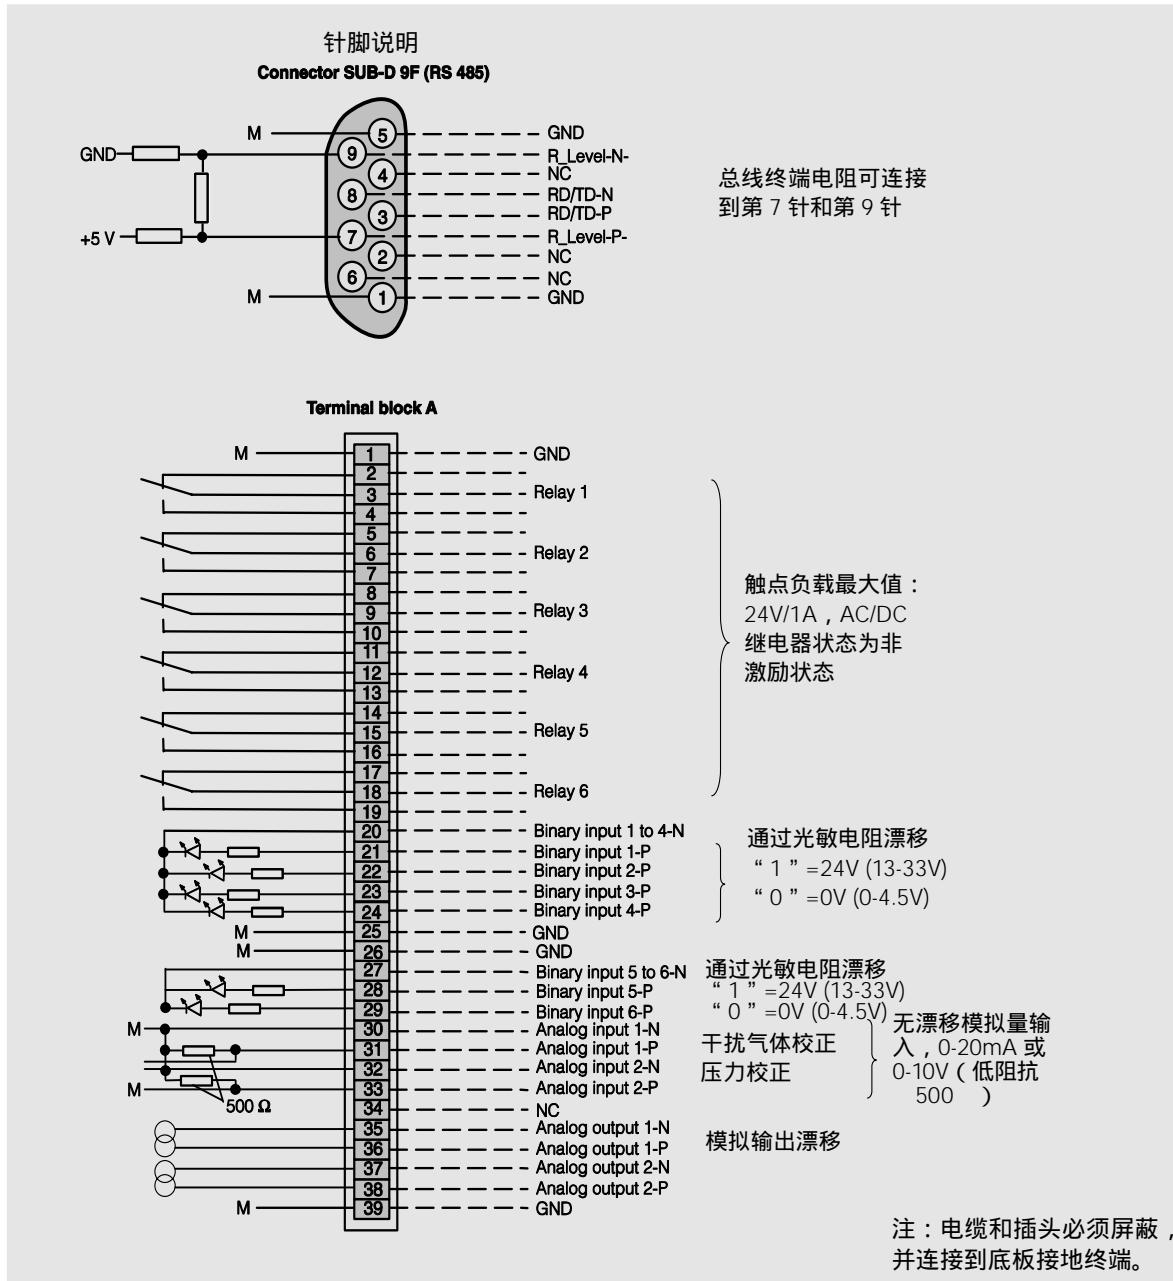 针脚说明
Connector SUB-D 9F (RS 485)
M
5
GND
GND
9
R_Level-N-
4
NC
8
RD/TD-N
3
RD/TD-P
+5 V
7
R_Level-P-
2
NC
6
NC
M
1
GND
总线终端电阻可连接
到第 7 针和第 9 针
Terminal block A
M
1
GND
2
3
Relay 1
4
5
6
Relay 2
7
8
9
Relay 3
10
11
12
Relay 4
13
14
15
Relay 5
16
17
18
Relay 6
19
触点负载最大值：
24V/1A，AC/DC
继电器状态为非
激励状态
20
Binary input 1 to 4-N
21
Binary input 1-P
22
Binary input 2-P
23
Binary input 3-P
24
Binary input 4-P
通过光敏电阻漂移
“ 1 ” =24V (13-33V)
“ 0 ” =0V (0-4.5V)
M
25
GND
M
26
GND
27
Binary input 5 to 6-N
28
Binary input 5-P
29
Binary input 6-P
通过光敏电阻漂移
“ 1 ” =24V (13-33V)
“ 0 ” =0V (0-4.5V)
M
30
Analog input 1-N
31
Analog input 1-P
32
Analog input 2-N
M
33
Analog input 2-P
500 Ω
干扰气体校正
压力校正
无漂移模拟量输
入，0-20mA 或
0-10V（低阻抗
500 ）
34
NC
35
Analog output 1-N
36
Analog output 1-P
37
Analog output 2-N
38
Analog output 2-P
模拟输出漂移
M
39
GND
注：电缆和插头必须屏蔽，
并连接到底板接地终端。